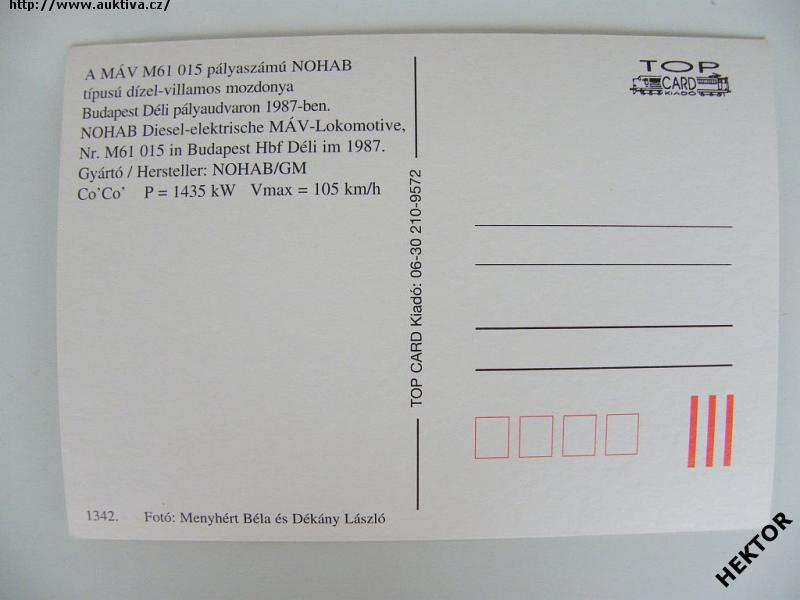 http://www.auktiva.cz/
A MÁV M61 015 pályaszámú NOHAB
típusú dízel-villamos mozdonya
Budapest Déli pályaudvaron 1987-ben.
NOHAB Diesel-elektrische MÁV-Lokomotive,
Nr. M61 015 in Budapest Hbf Déli im 1987.
Gyártó / Hersteller: NOHAB/GM
Co'Co' P = 1435 kW Vmax = 105 km/h
1342. Fotó: Menyhért Béla és Dékány László
TOP CARD Kiadó: 06-30 210-9572
TOP
CARD
KIADÓ
HEKTOR